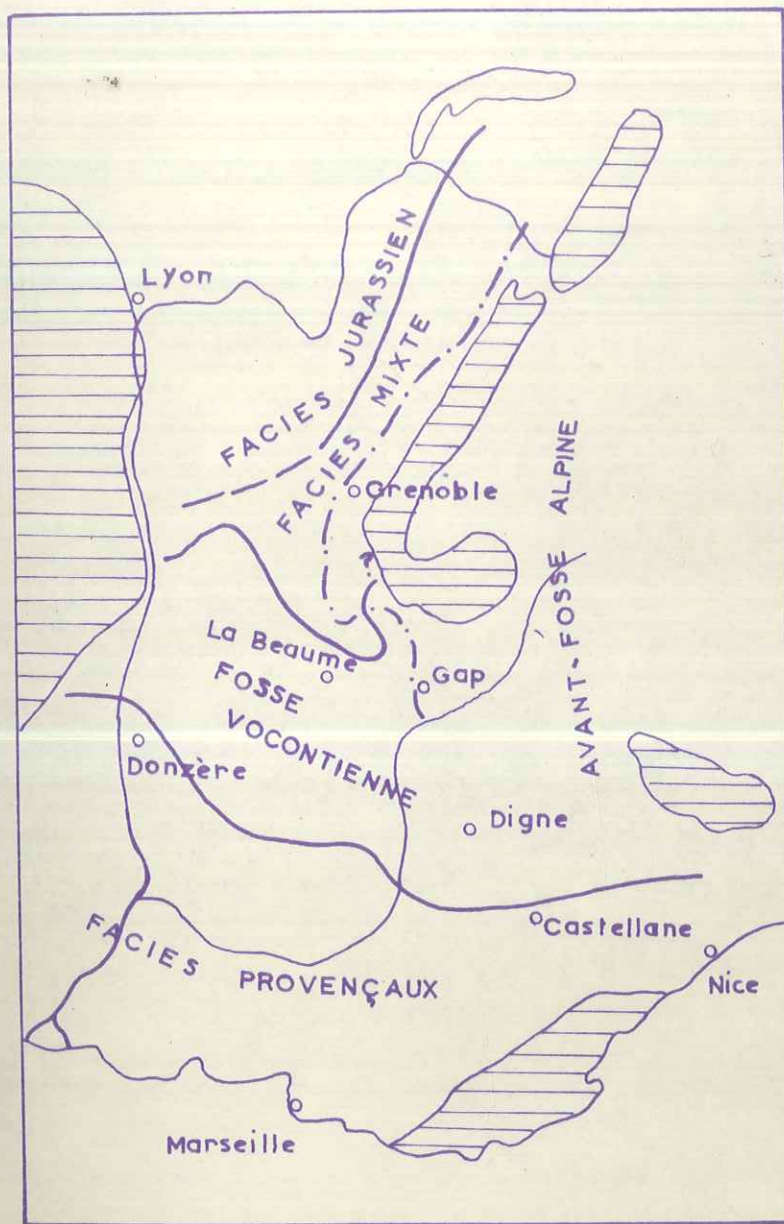 Lyon
FACIES JURASSIEN
FACIES MIXTE
Grenoble
AVANT-FOSSE ALPINE
La Beaume
FOSSE
VOCONTIENNE
Gap
Donzère
Digne
Castellane
Nice
FACIES PROVENÇAUX
Marseille